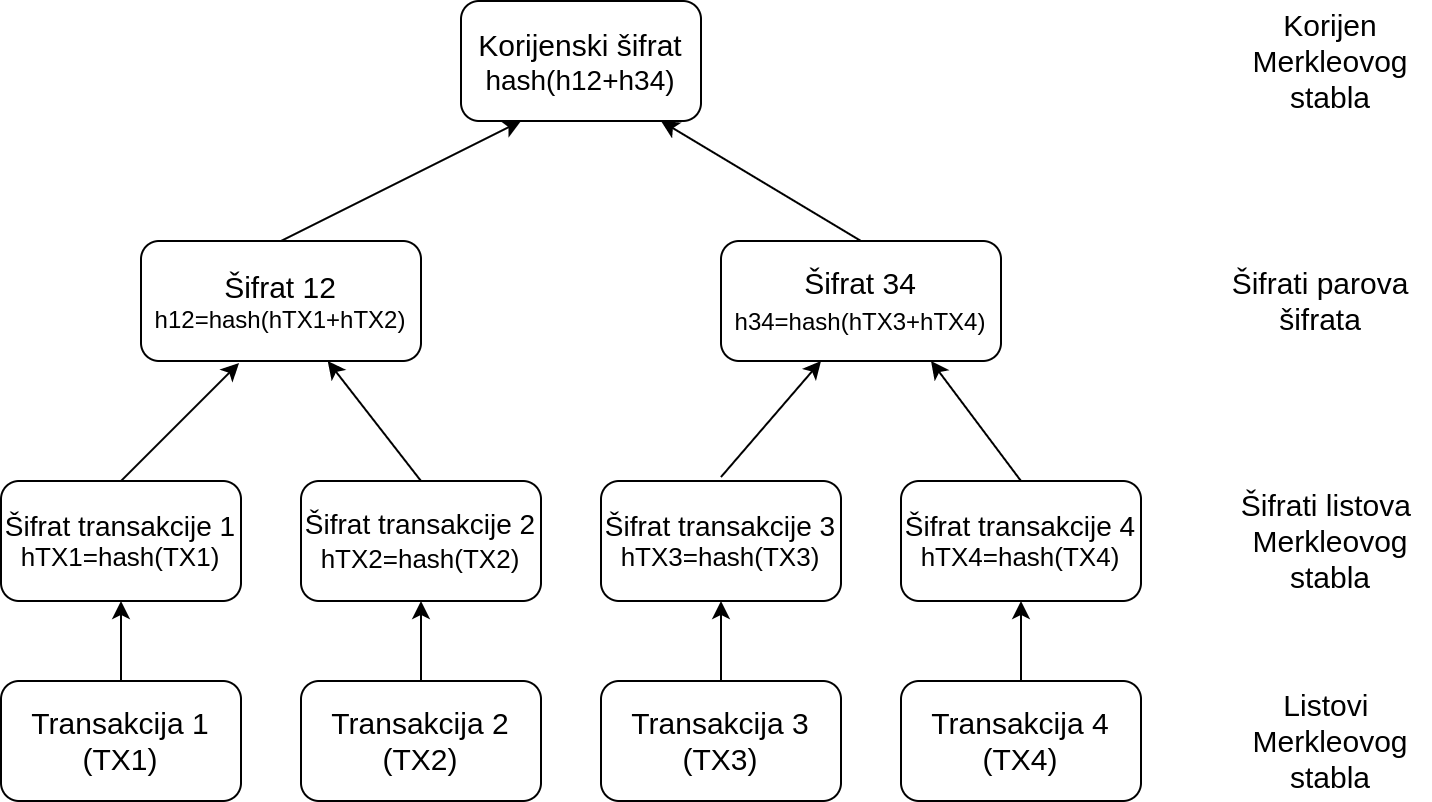 Korijenski šifrat
hash(h12+h34)
Korijen
Merkleovog
stabla
Šifrat 12
h12=hash(hTX1+hTX2)
Šifrat 34
h34=hash(hTX3+hTX4)
Šifrati parova
šifrata
Šifrat transakcije 1
hTX1=hash(TX1)
Šifrat transakcije 2
hTX2=hash(TX2)
Šifrat transakcije 3
hTX3=hash(TX3)
Šifrat transakcije 4
hTX4=hash(TX4)
Šifrati listova
Merkleovog
stabla
Transakcija 1
(TX1)
Transakcija 2
(TX2)
Transakcija 3
(TX3)
Transakcija 4
(TX4)
Listovi
Merkleovog
stabla